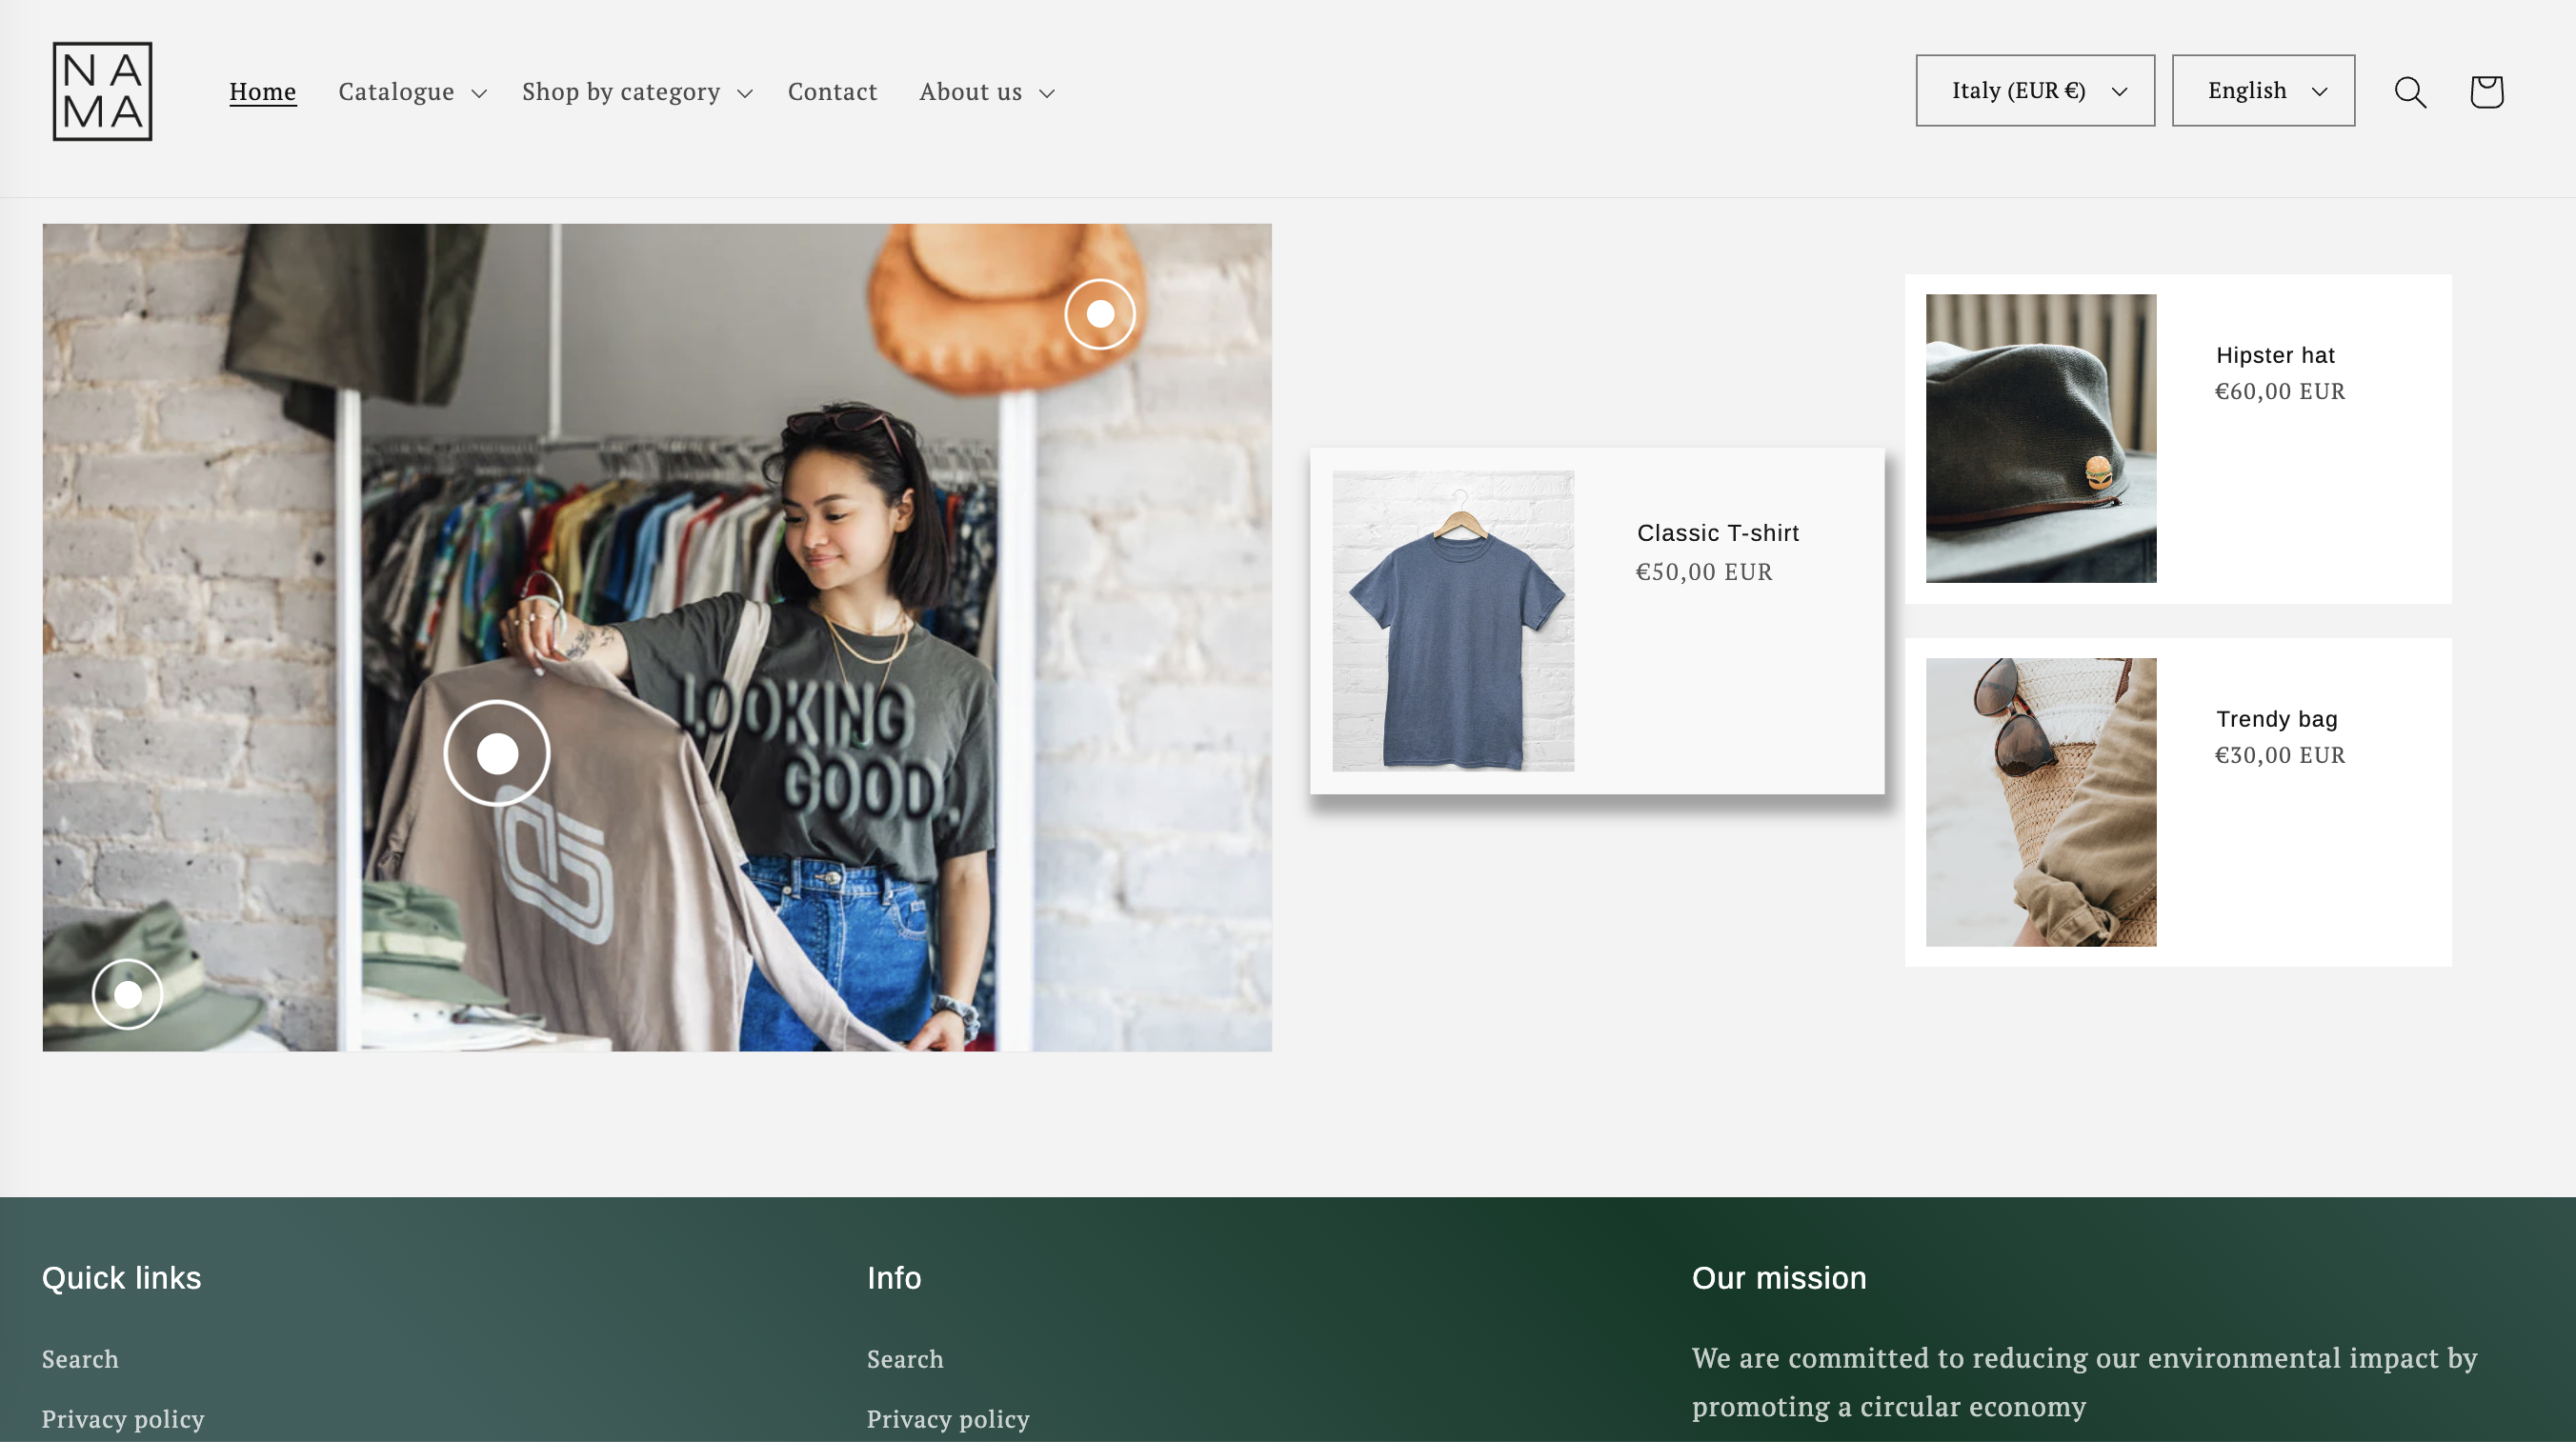 NA
MA
Home Catalogue Shop by category Contact About us
Italy (EUR €) English
LOOKING
GOOD.
Classic T-shirt
€50,00 EUR
Hipster hat
€60,00 EUR
Trendy bag
€30,00 EUR
Quick links
Search
Privacy policy
Info
Search
Privacy policy
Our mission
We are committed to reducing our environmental impact by
promoting a circular economy